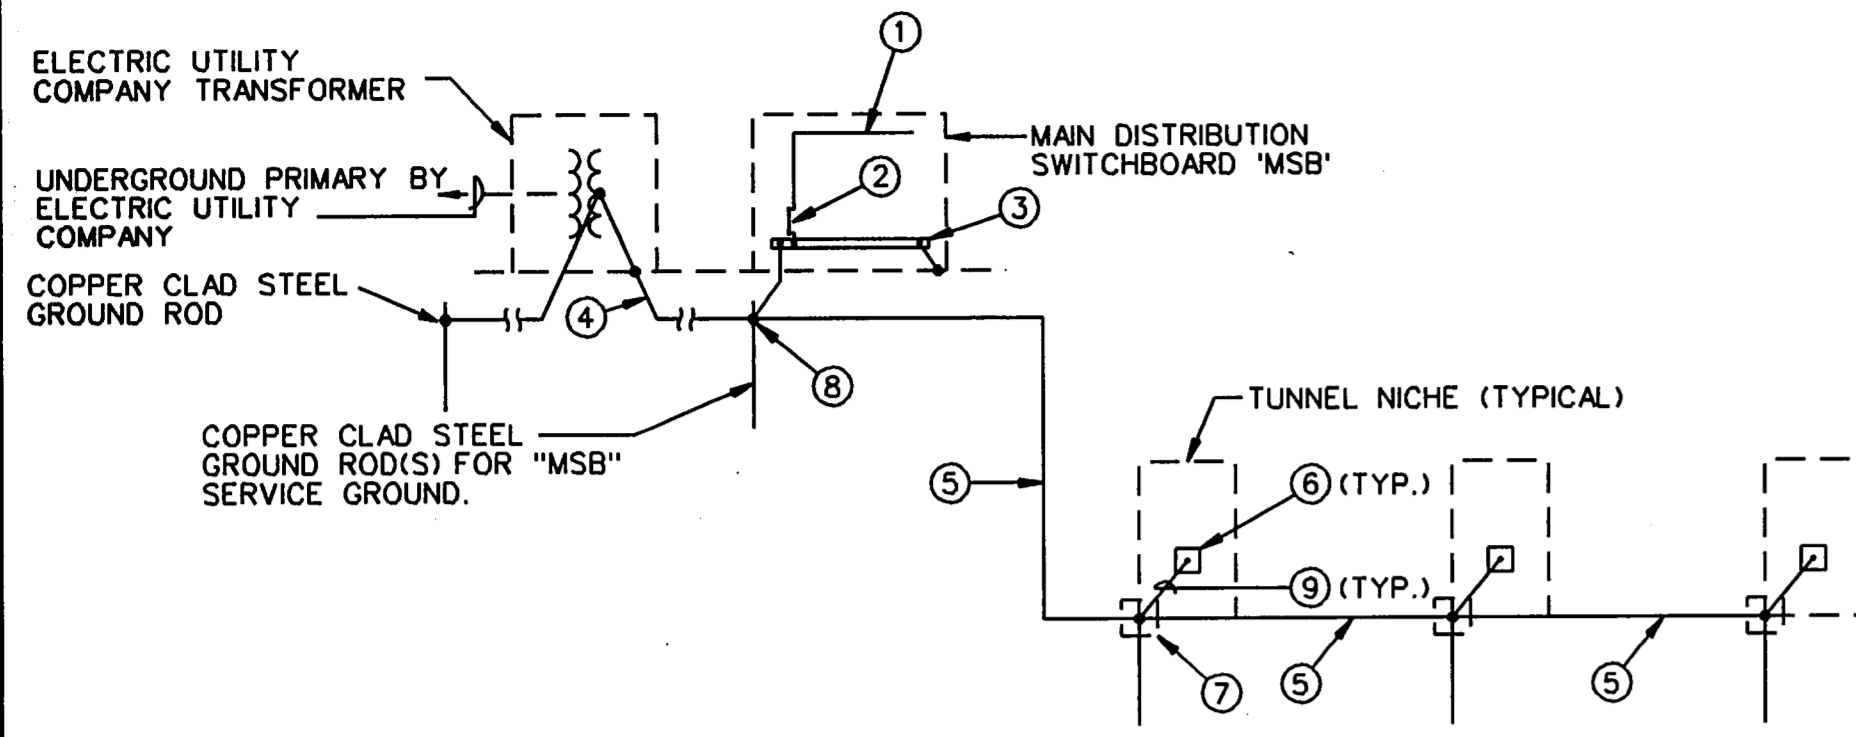 ELECTRIC UTILITY
COMPANY TRANSFORMER
UNDERGROUND PRIMARY BY
ELECTRIC UTILITY
COMPANY
COPPER CLAD STEEL
GROUND ROD
1
2
3
MAIN DISTRIBUTION
SWITCHBOARD 'MSB'
4
8
COPPER CLAD STEEL
GROUND ROD(S) FOR "MSB"
SERVICE GROUND.
5
TUNNEL NICHE (TYPICAL)
6 (TYP.)
9 (TYP.)
7
5
5